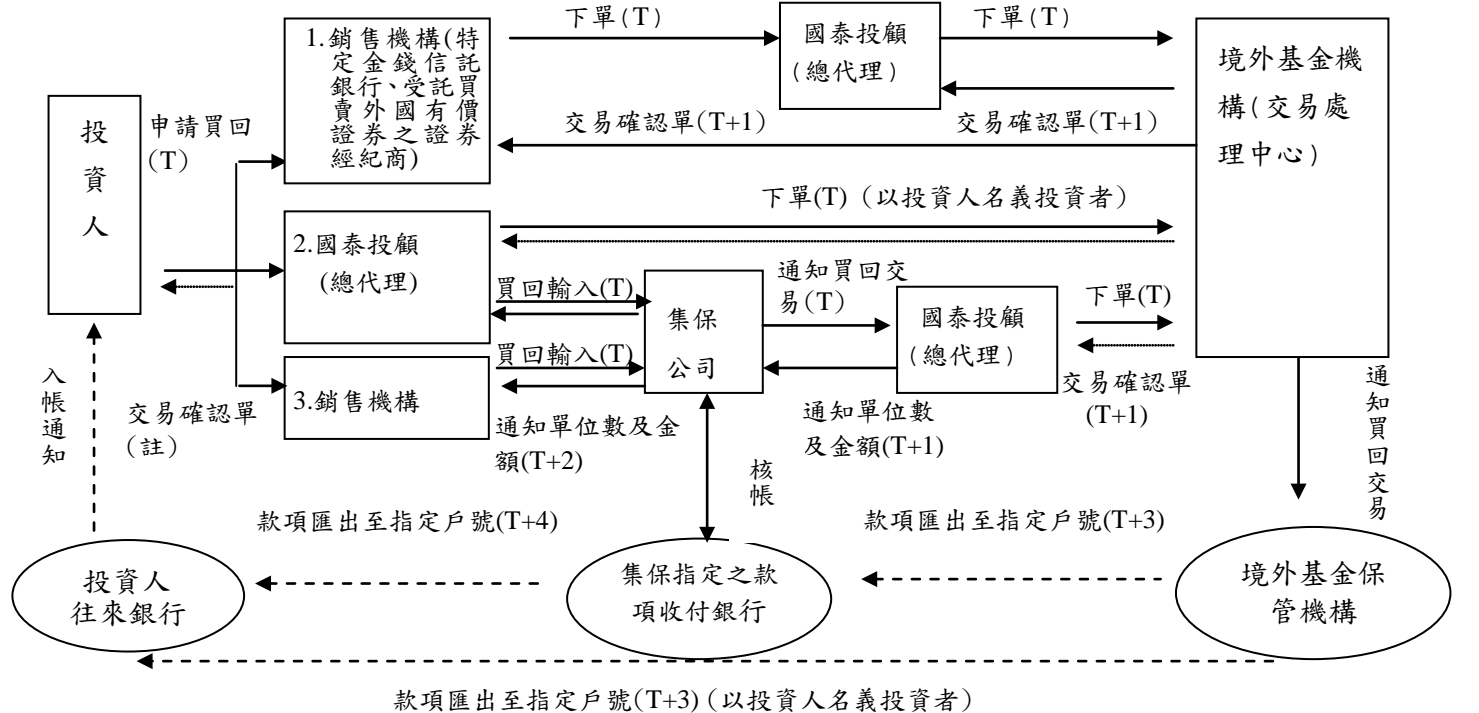 投
資
人
申請買回
(T)
1.銷售機構(特
定金錢信託
銀行、受託買
賣外國有價
證券之證券
經紀商)
下單(T)
國泰投顧
(總代理)
下單(T)
境外基金機
構(交易處
理中心)
交易確認單(T+1)
交易確認單(T+1)
下單(T)(以投資人名義投資者)
2.國泰投顧
(總代理)
買回輸入(T)
集保
公司
通知買回交
易(T)
國泰投顧
(總代理)
下單(T)
買回輸入(T)
3.銷售機構
交易確認單
(註)
通知單位數及金
額(T+2)
通知單位數
及金額(T+1)
交易確認單
(T+1)
入
帳
通
知
核
帳
通
知
買
回
交
易
款項匯出至指定戶號(T+4)
款項匯出至指定戶號(T+3)
投資人
往來銀行
集保指定之款
項收付銀行
境外基金保
管機構
款項匯出至指定戶號(T+3)(以投資人名義投資者)